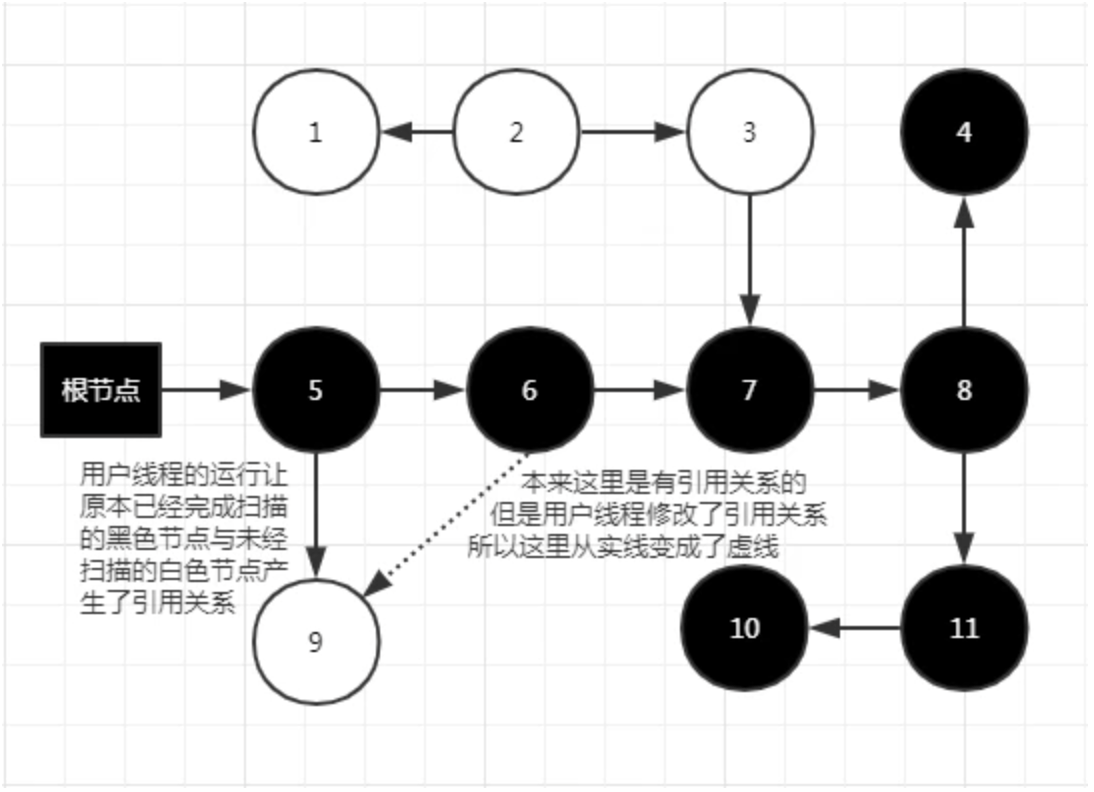 1
2
3
4
根节点
5
6
7
8
用户线程的运行让
原本已经完成扫描
的黑色节点与未经
扫描的白色节点产
生了引用关系
本来这里是有引用关系的
但是用户线程修改了引用关系
所以这里从实线变成了虚线
9
10
11